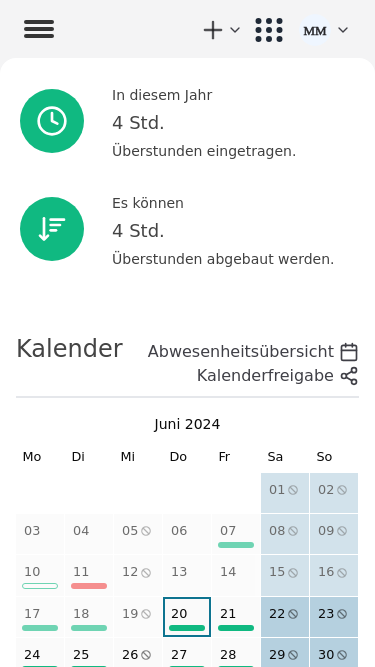 MM
In diesem Jahr
4 Std.
Überstunden eingetragen.
Es können
4 Std.
Überstunden abgebaut werden.
Kalender
Abwesenheitsübersicht
Kalenderfreigabe
Juni 2024
Mo Di Mi Do Fr Sa So
01 02
03 04 05 06 07 08 09
10 11 12 13 14 15 16
17 18 19 20 21 22 23
24 25 26 27 28 29 30